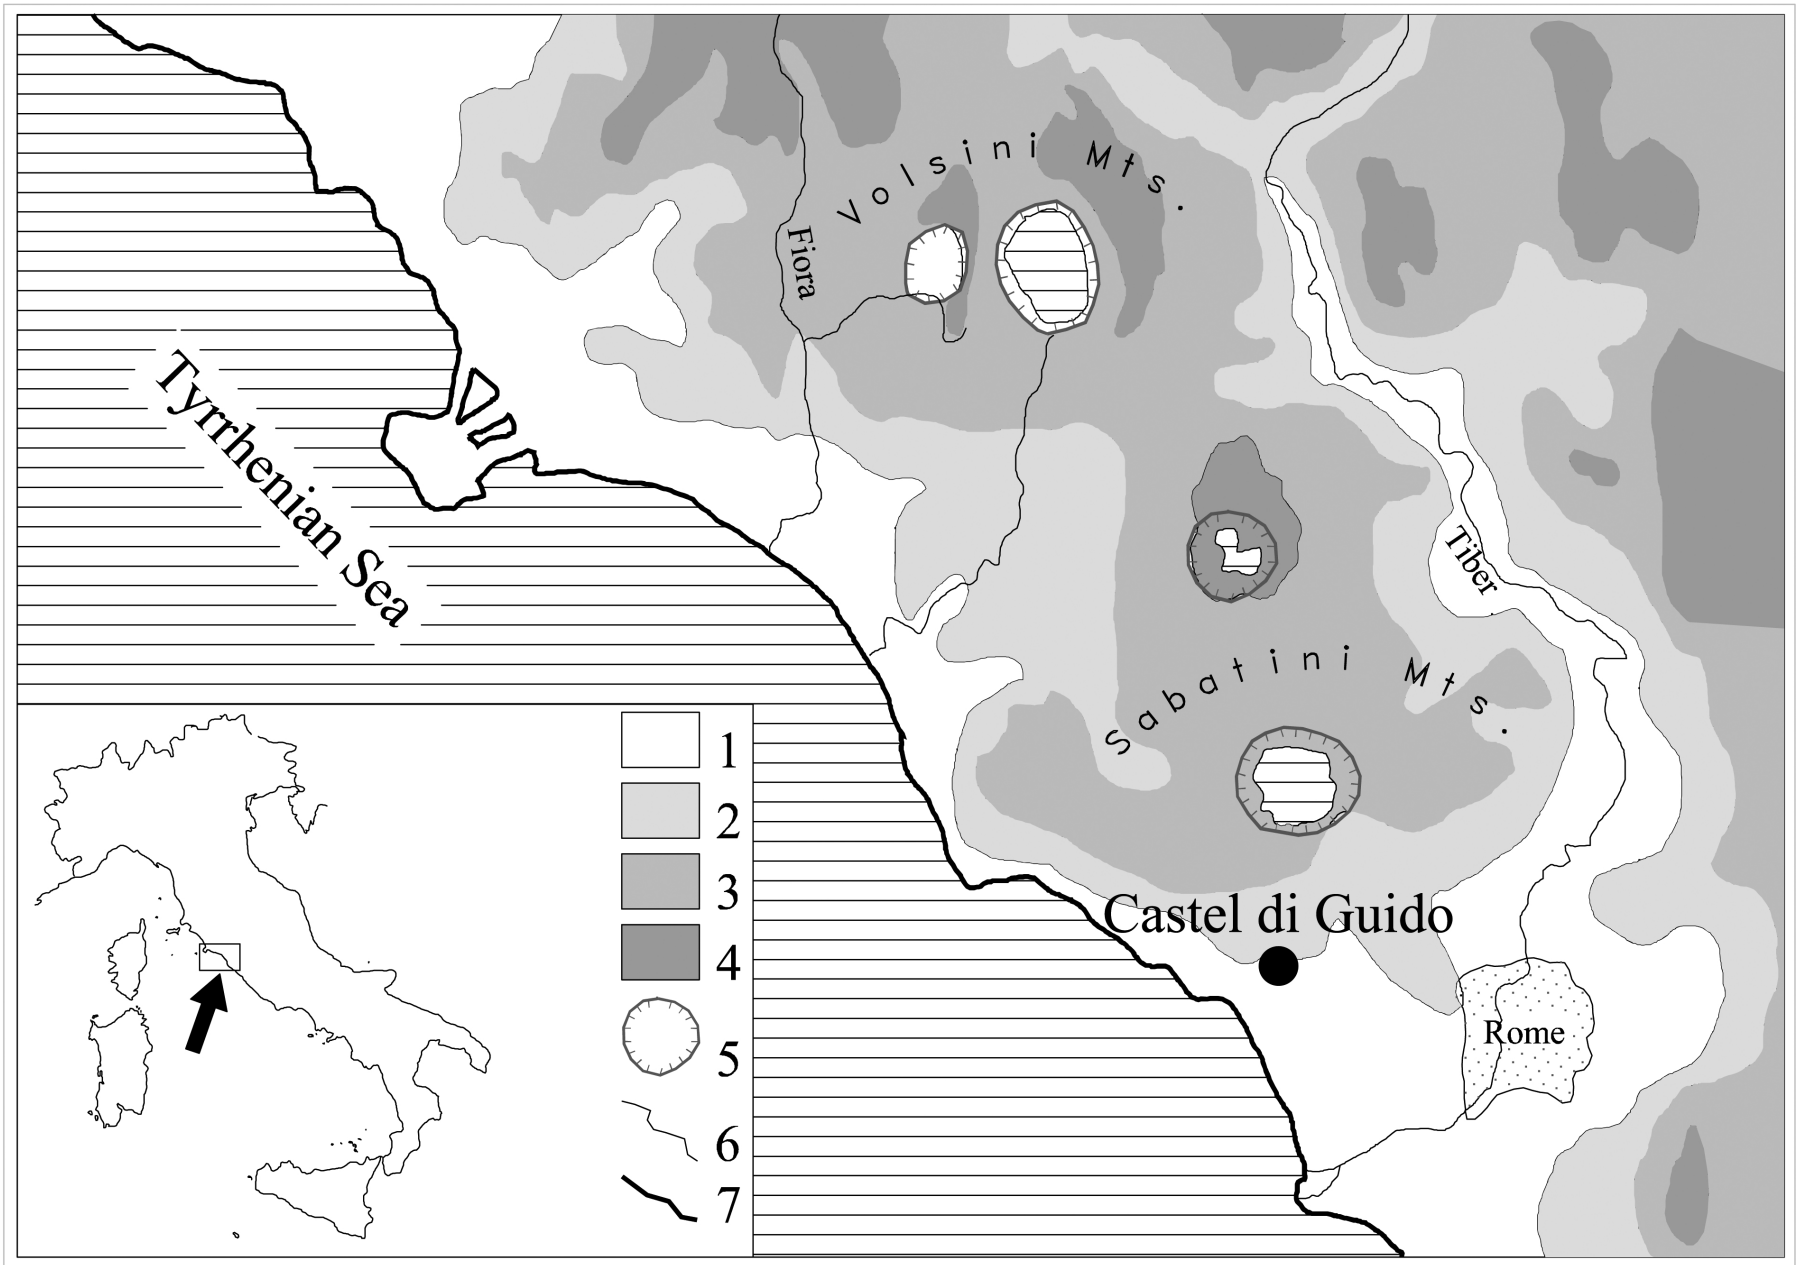 Volsini Mts.
Fiora
Tyrrhenian Sea
Tiber
Sabatini Mts.
1
2
3
4
5
6
7
Castel di Guido
Rome